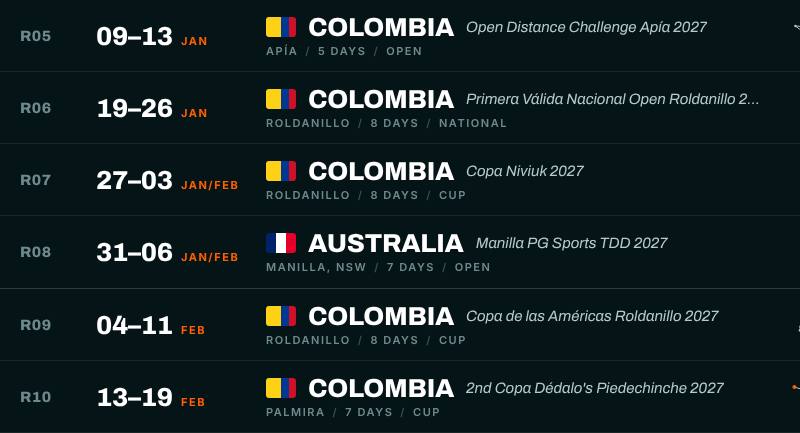 R05 09–13 JAN COLOMBIA Open Distance Challenge Apía 2027
APÍA / 5 DAYS / OPEN
R06 19–26 JAN COLOMBIA Primera Válida Nacional Open Roldanillo 2...
ROLDANILLO / 8 DAYS / NATIONAL
R07 27–03 JAN/FEB COLOMBIA Copa Niviuk 2027
ROLDANILLO / 8 DAYS / CUP
R08 31–06 JAN/FEB AUSTRALIA Manilla PG Sports TDD 2027
MANILLA, NSW / 7 DAYS / OPEN
R09 04–11 FEB COLOMBIA Copa de las Américas Roldanillo 2027
ROLDANILLO / 8 DAYS / CUP
R10 13–19 FEB COLOMBIA 2nd Copa Dédalo's Piedechinche 2027
PALMIRA / 7 DAYS / CUP